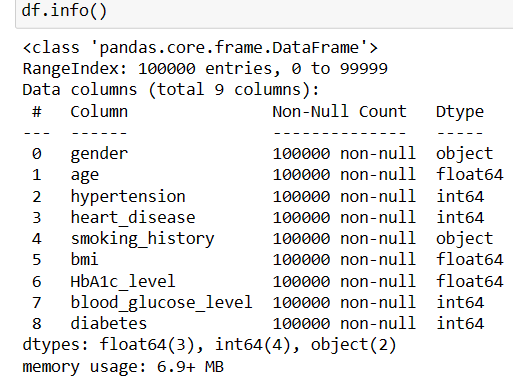 df.info()
<class 'pandas.core.frame.DataFrame'>
RangeIndex: 100000 entries, 0 to 99999
Data columns (total 9 columns):
 #   Column               Non-Null Count   Dtype
---  ------               --------------   -----
 0   gender               100000 non-null  object
 1   age                  100000 non-null  float64
 2   hypertension         100000 non-null  int64
 3   heart_disease        100000 non-null  int64
 4   smoking_history      100000 non-null  object
 5   bmi                  100000 non-null  float64
 6   HbA1c_level          100000 non-null  float64
 7   blood_glucose_level  100000 non-null  int64
 8   diabetes             100000 non-null  int64
dtypes: float64(3), int64(4), object(2)
memory usage: 6.9+ MB